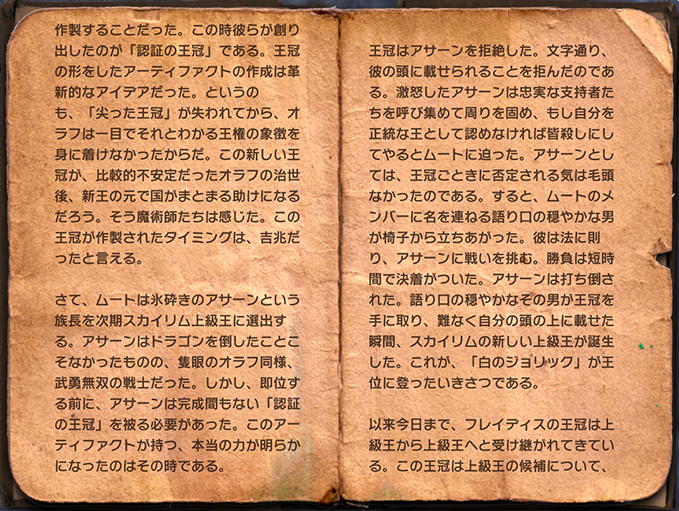 作製することだった。この時彼らが創り
出したのが「認証の王冠」である。王冠
の形をしたアーティファクトの作成は革
新的なアイデアだった。というの
も、「尖った王冠」が失われてから、オ
ラフは一目でそれとわかる王権の象徴を
身に着けなかったからだ。この新しい王
冠が、比較的不安定だったオラフの治世
後、新王の元で国がまとまる助けになる
だろう。そう魔術師たちは感じた。この
王冠が作製されたタイミングは、吉兆だ
ったと言える。
さて、ムートは氷砕きのアサーンという
族長を次期スカイリム上級王に選出す
る。アサーンはドラゴンを倒したことこ
そなかったものの、隻眼のオラフ同様、
武勇無双の戦士だった。しかし、即位す
る前に、アサーンは完成間もない「認証
の王冠」を被る必要があった。このアー
ティファクトが持つ、本当の力が明らか
になったのはその時である。
王冠はアサーンを拒絶した。文字通り、
彼の頭に載せられることを拒んだのであ
る。激怒したアサーンは忠実な支持者た
ちを呼び集めて周りを固め、もし自分を
正統な王として認めなければ皆殺しにし
てやるとムートに迫った。アサーンとし
ては、王冠ごときに否定される気は毛頭
なかったのである。すると、ムートのメ
ンバーに名を連ねる語り口の穏やかな男
が椅子から立ちあがった。彼は法に則
り、アサーンに戦いを挑む。勝負は短時
間で決着がついた。アサーンは打ち倒さ
れた。語り口の穏やかなその男が王冠を
手に取り、難なく自分の頭の上に載せた
瞬間、スカイリムの新しい上級王が誕生
した。これが、「白のジョリック」が王
位に登ったいきさつである。
以来今日まで、フレイディスの王冠は上
級王から上級王へと受け継がれてきてい
る。この王冠は上級王の候補について、